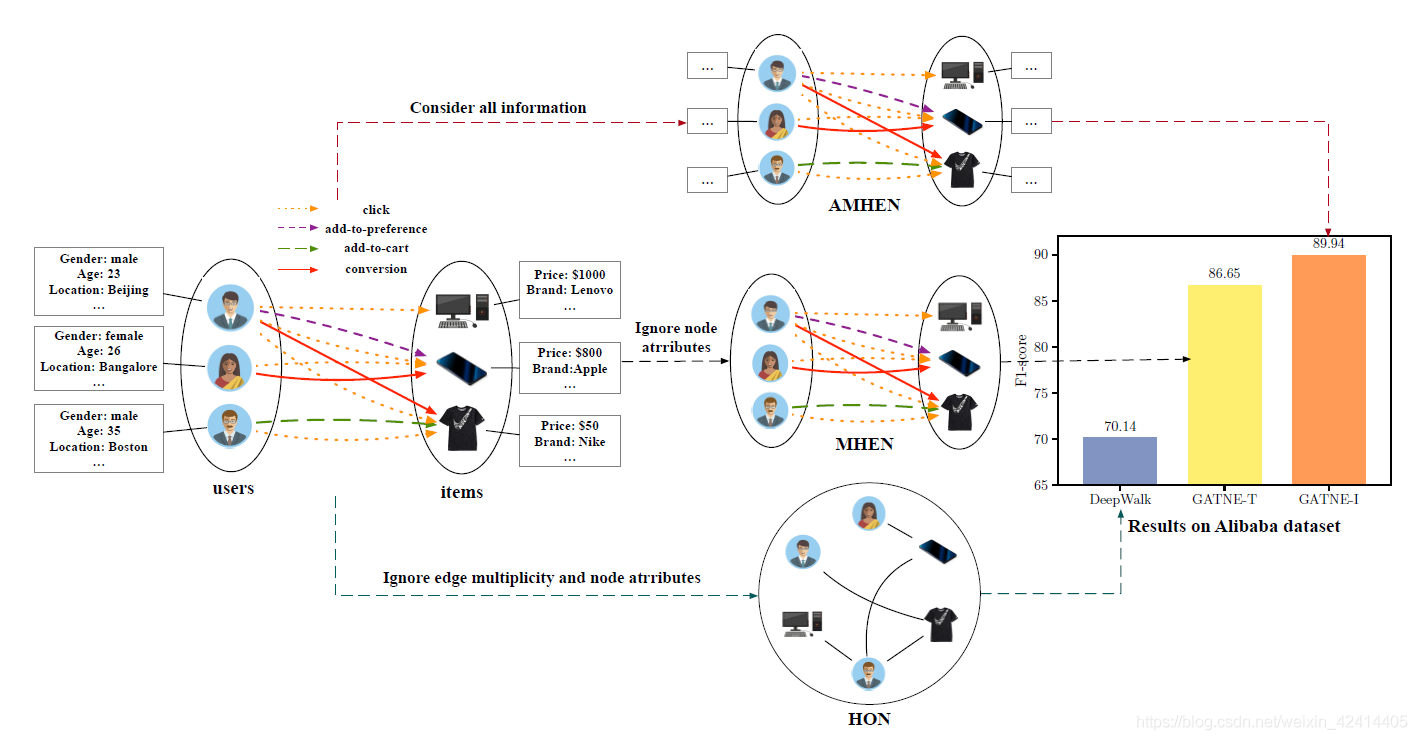 ...
...
...
...
...
...
Consider all information
AMHEN
click
add-to-preference
add-to-cart
conversion
Gender: male
Age: 23
Location: Beijing
...
Gender: female
Age: 26
Location: Bangalore
...
Gender: male
Age: 35
Location: Boston
...
users
items
Price: $1000
Brand: Lenovo
...
Price: $800
Brand:Apple
...
Price: $50
Brand: Nike
...
Ignore node
atrributes
MHEN
Ignore edge multiplicity and node atrributes
HON
F1-score
90
85
80
75
70
65
70.14
86.65
89.94
DeepWalk
GATNE-T
GATNE-I
Results on Alibaba dataset
https://blog.csdn.net/weixin_42414405